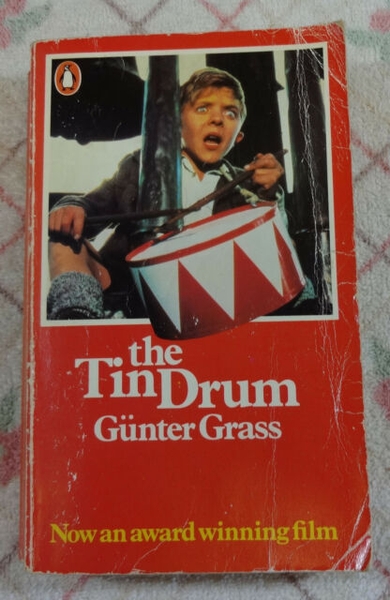 the
Tin Drum
Günter Grass
Now an award winning film